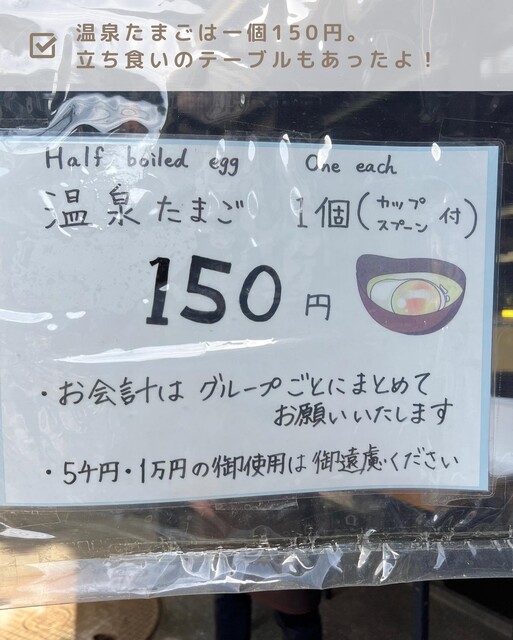 温泉たまごは一個150円。
立ち食いのテーブルもあったよ!
Half boiled egg One each
温泉たまご 1個(カップ スプーン 付)
150円
・お会計は グループごとにまとめて
お願いいたします
・5千円・1万円の御使用は御遠慮ください